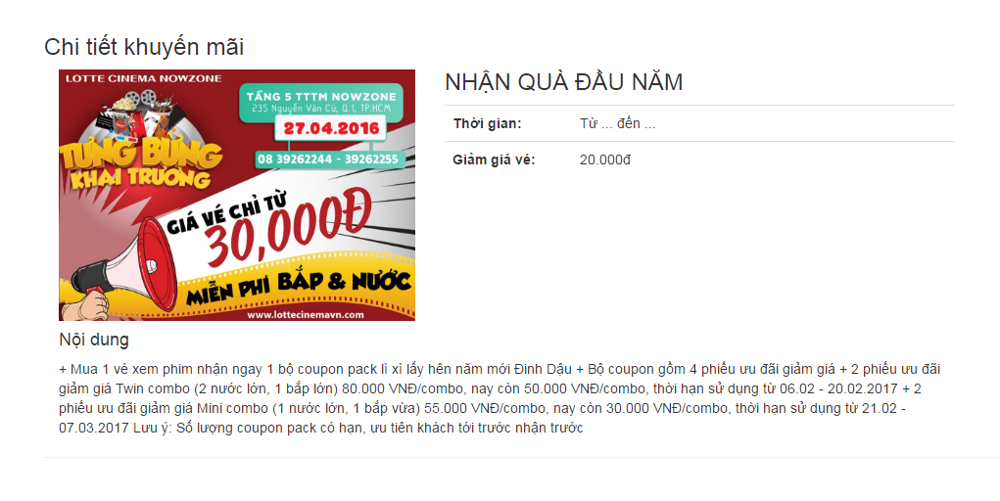 Chi tiết khuyến mãi
LOTTE CINEMA NOWZONE
TẦNG 5 TTTM NOWZONE
235 Nguyễn Văn Cừ, Q.1, TP.HCM
27.04.2016
08 39262244 - 39262255
TƯNG BỪNG
KHAI TRƯƠNG
GIÁ VÉ CHỈ TỪ
30,000Đ
MIỄN PHÍ BẮP & NƯỚC
www.lottecinemavn.com
NHẬN QUÀ ĐẦU NĂM
Thời gian: Từ ... đến ...
Giảm giá vé: 20.000đ
Nội dung
+ Mua 1 vé xem phim nhận ngay 1 bộ coupon pack lì xì lấy hên năm mới Đinh Dậu + Bộ coupon gồm 4 phiếu ưu đãi giảm giá + 2 phiếu ưu đãi
giảm giá Twin combo (2 nước lớn, 1 bắp lớn) 80.000 VNĐ/combo, nay còn 50.000 VNĐ/combo, thời hạn sử dụng từ 06.02 - 20.02.2017 + 2
phiếu ưu đãi giảm giá Mini combo (1 nước lớn, 1 bắp vừa) 55.000 VNĐ/combo, nay còn 30.000 VNĐ/combo, thời hạn sử dụng từ 21.02 -
07.03.2017 Lưu ý: Số lượng coupon pack có hạn, ưu tiên khách tới trước nhận trước